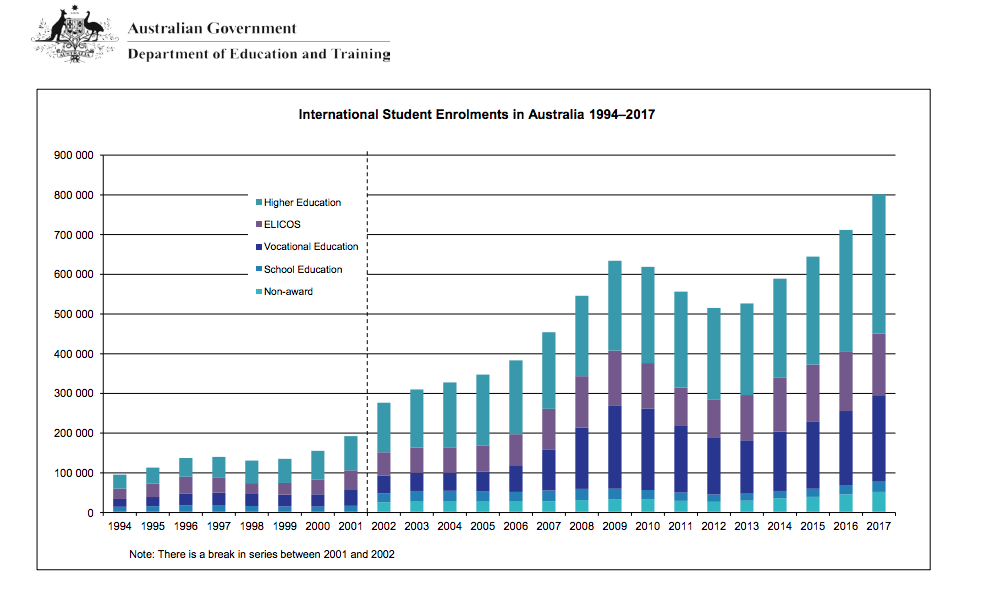 Australian Government
Department of Education and Training
International Student Enrolments in Australia 1994–2017
900 000
800 000
700 000
600 000
500 000
400 000
300 000
200 000
100 000
0
Higher Education
ELICOS
Vocational Education
School Education
Non-award
1994 1995 1996 1997 1998 1999 2000 2001 2002 2003 2004 2005 2006 2007 2008 2009 2010 2011 2012 2013 2014 2015 2016 2017
Note: There is a break in series between 2001 and 2002